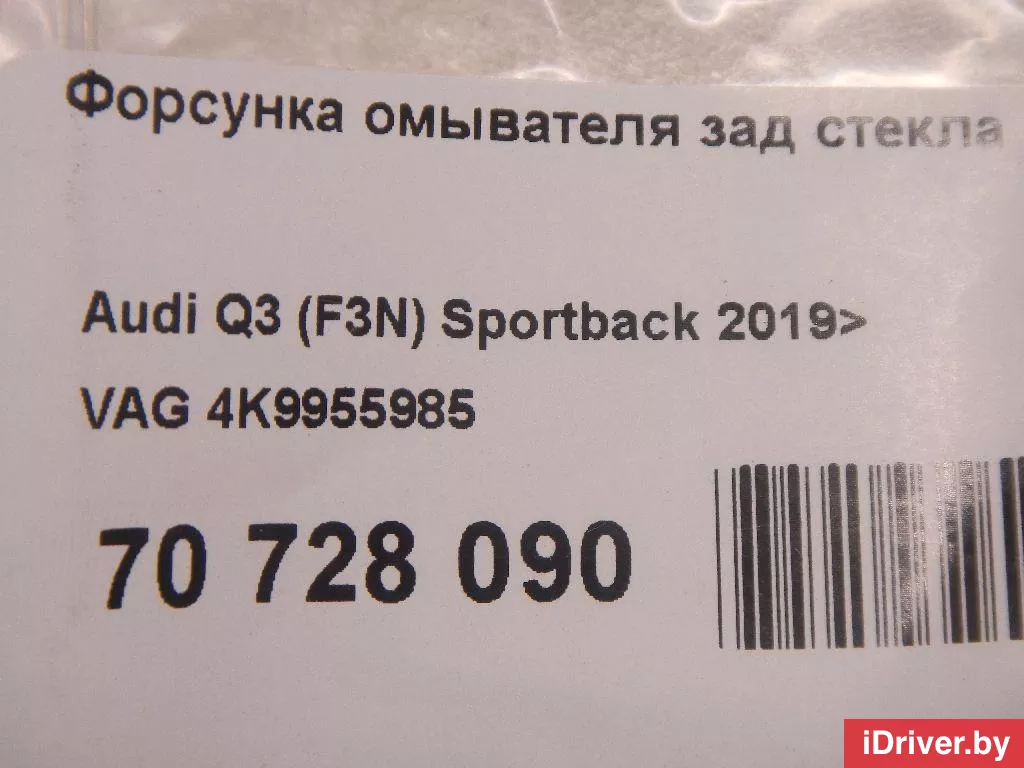 Форсунка омывателя зад стекла
Audi Q3 (F3N) Sportback 2019>
VAG 4K9955985
70 728 090
iDriver.by